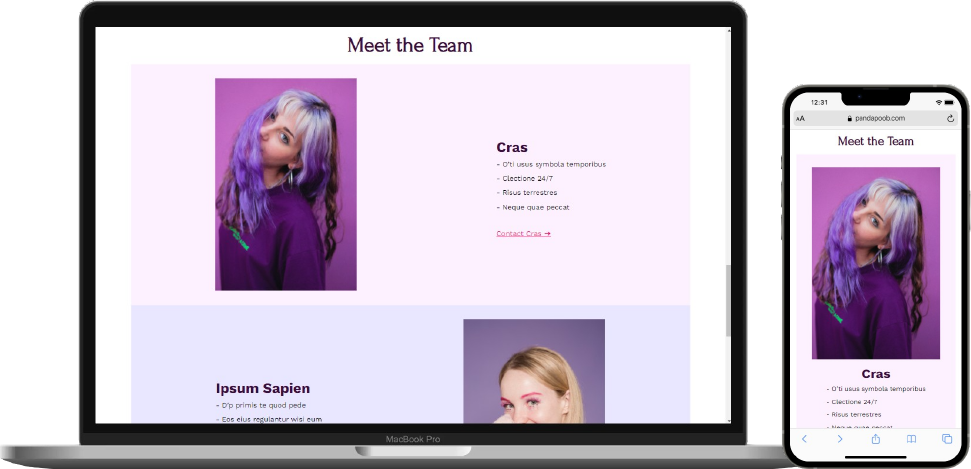 Meet the Team
Cras
- O'ti usus symbola temporibus
- Clectione 24/7
- Risus terrestres
- Neque quae peccat
Contact Cras →
Ipsum Sapien
- D'p primis te quod pede
- Eos eius regulantur wisi eum
MacBook Pro
12:31
AA
pandapoob.com
Meet the Team
Cras
- O'ti usus symbola temporibus
- Clectione 24/7
- Risus terrestres
- Neque quae peccat